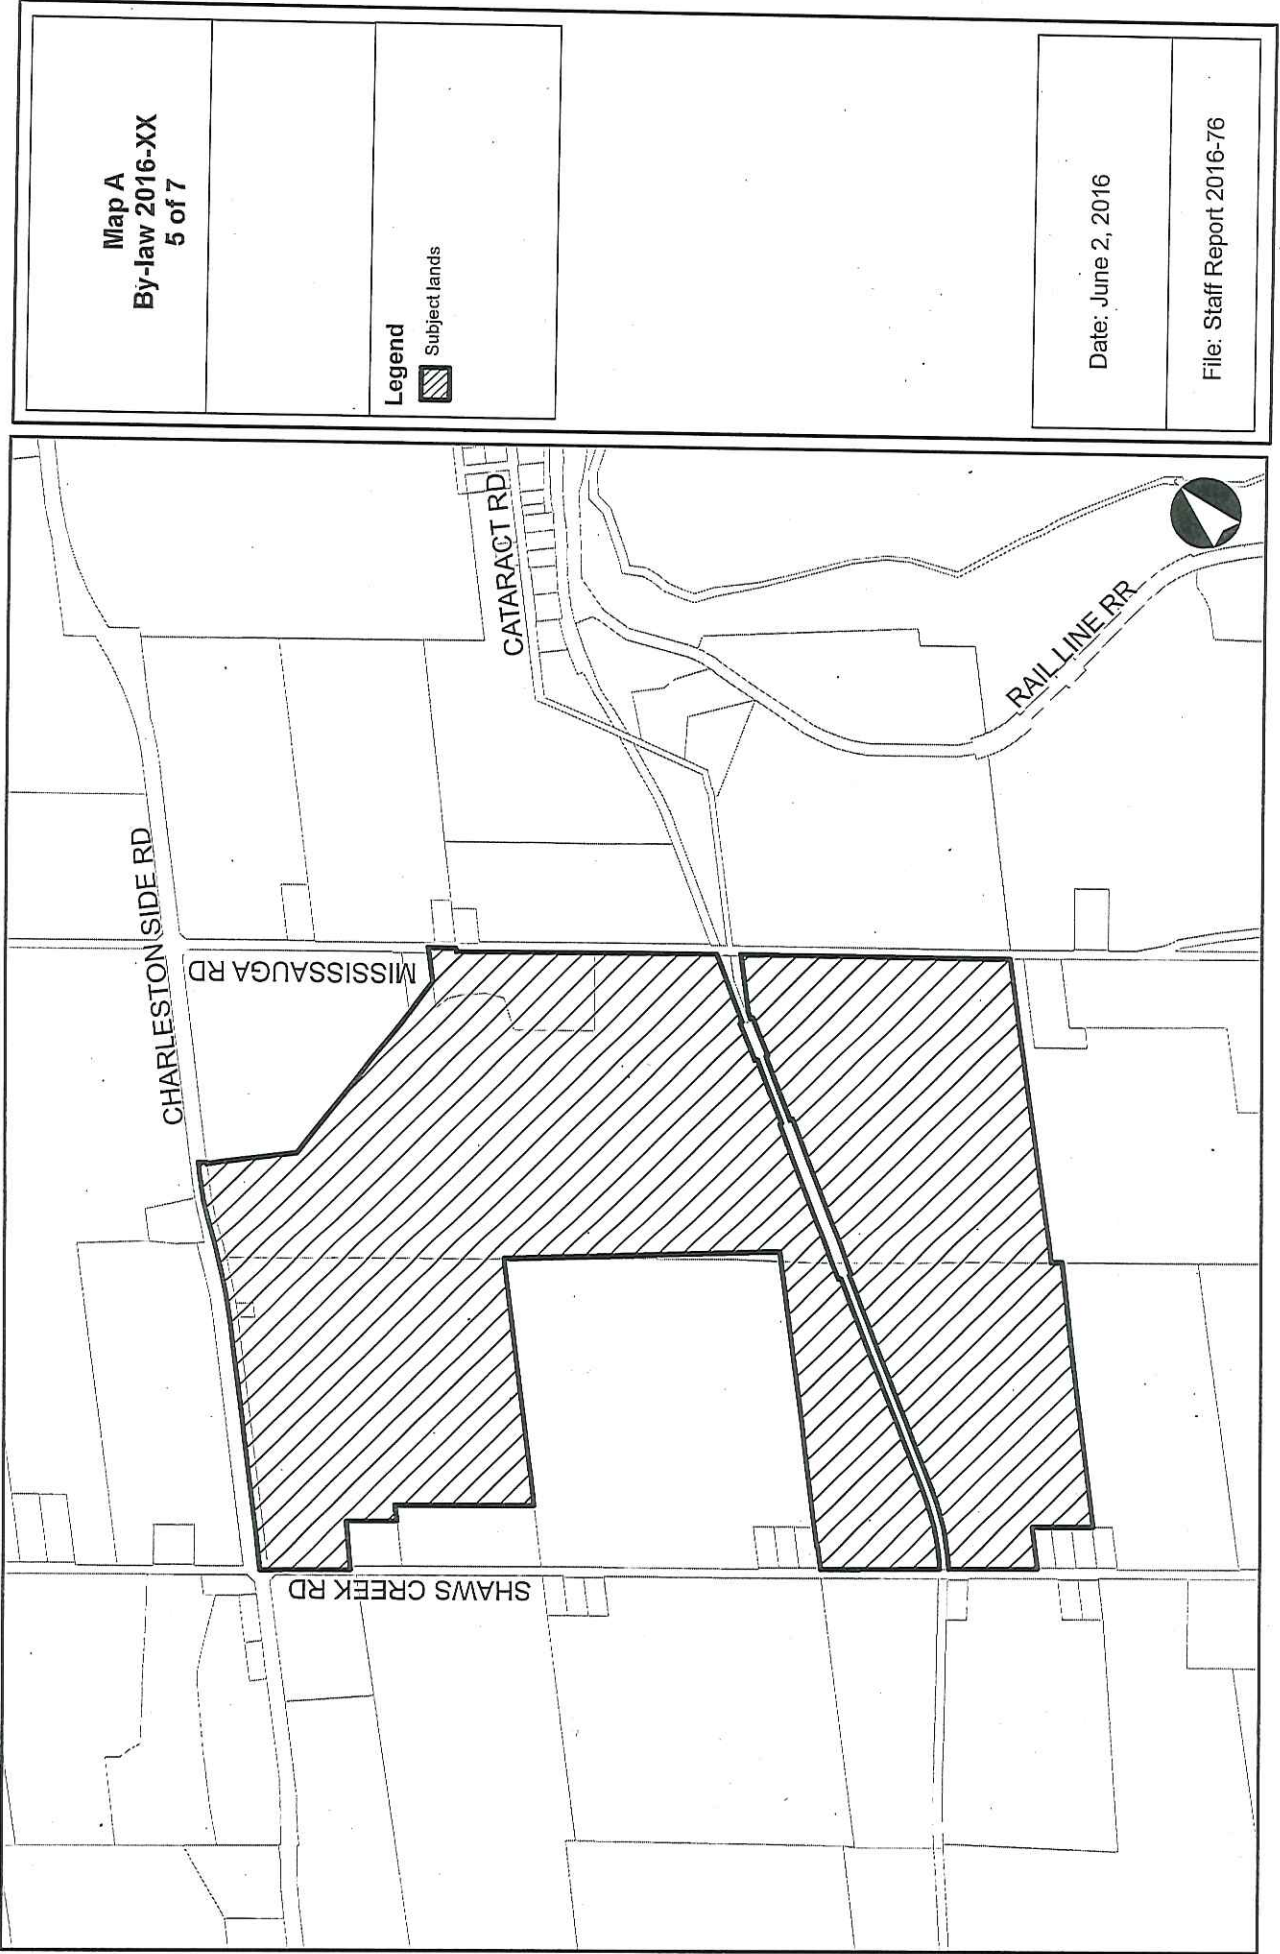 Map A
By-law 2016-XX
5 of 7
Legend
Subject lands
Date: June 2, 2016
File: Staff Report 2016-76
CHARLESTON SIDE RD
MISSISSAUGA RD
CATARACT RD
RAIL LINE RR
SHAWS CREEK RD